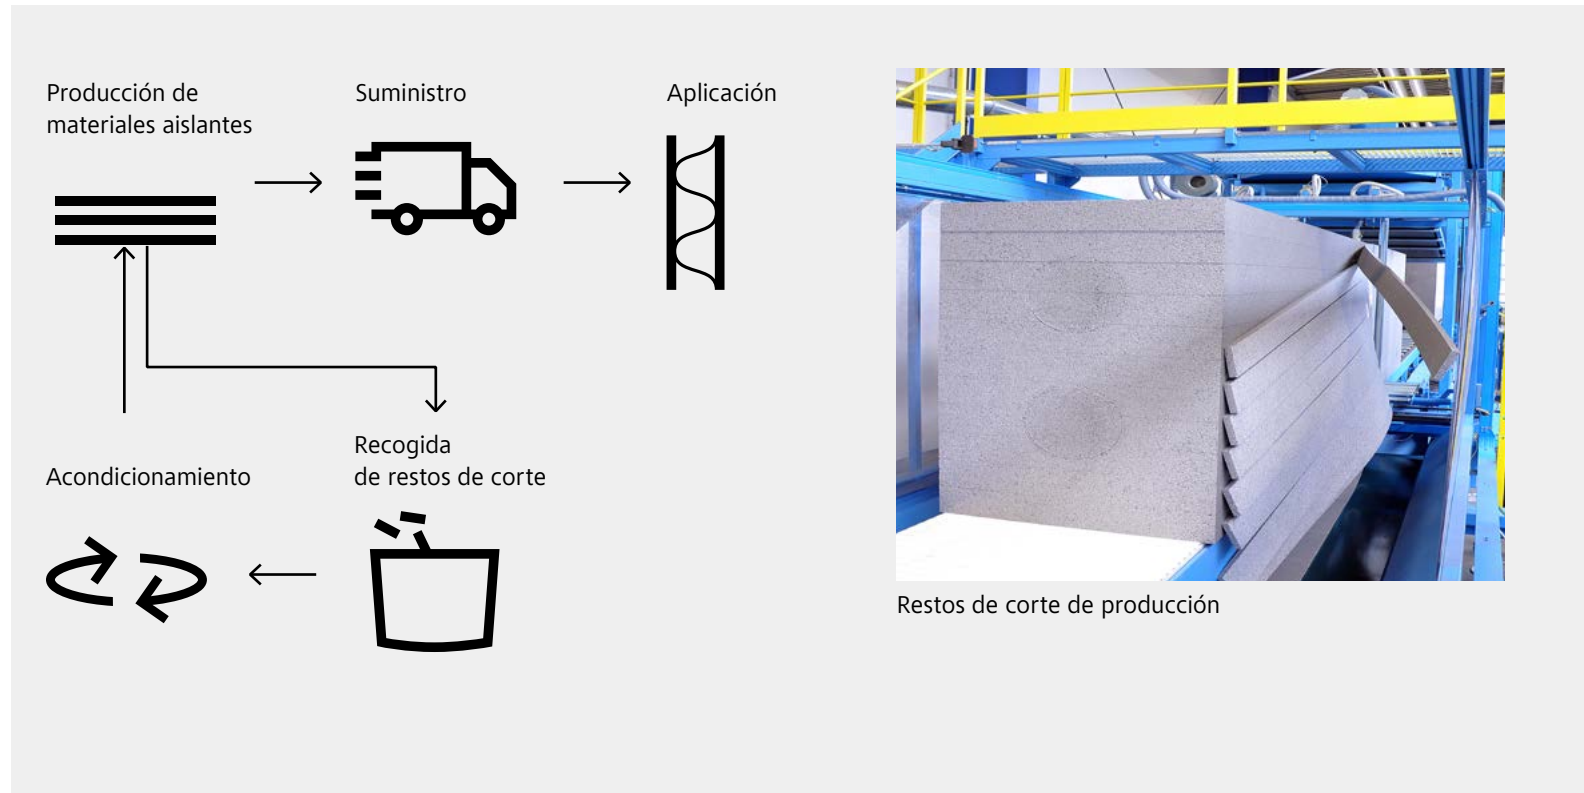 Producción de
materiales aislantes
Suministro
Aplicación
Acondicionamiento
Recogida
de restos de corte
Restos de corte de producción